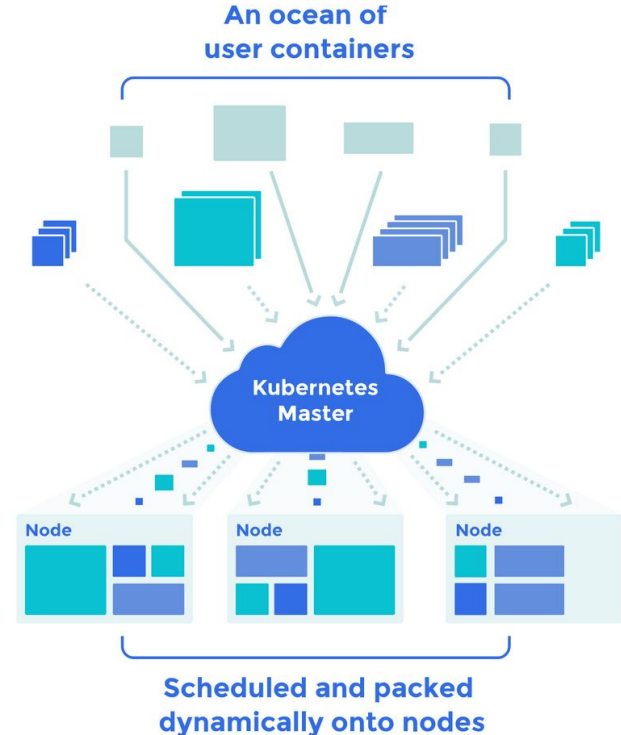 An ocean of
user containers
Kubernetes
Master
Node
Node
Node
Scheduled and packed
dynamically onto nodes